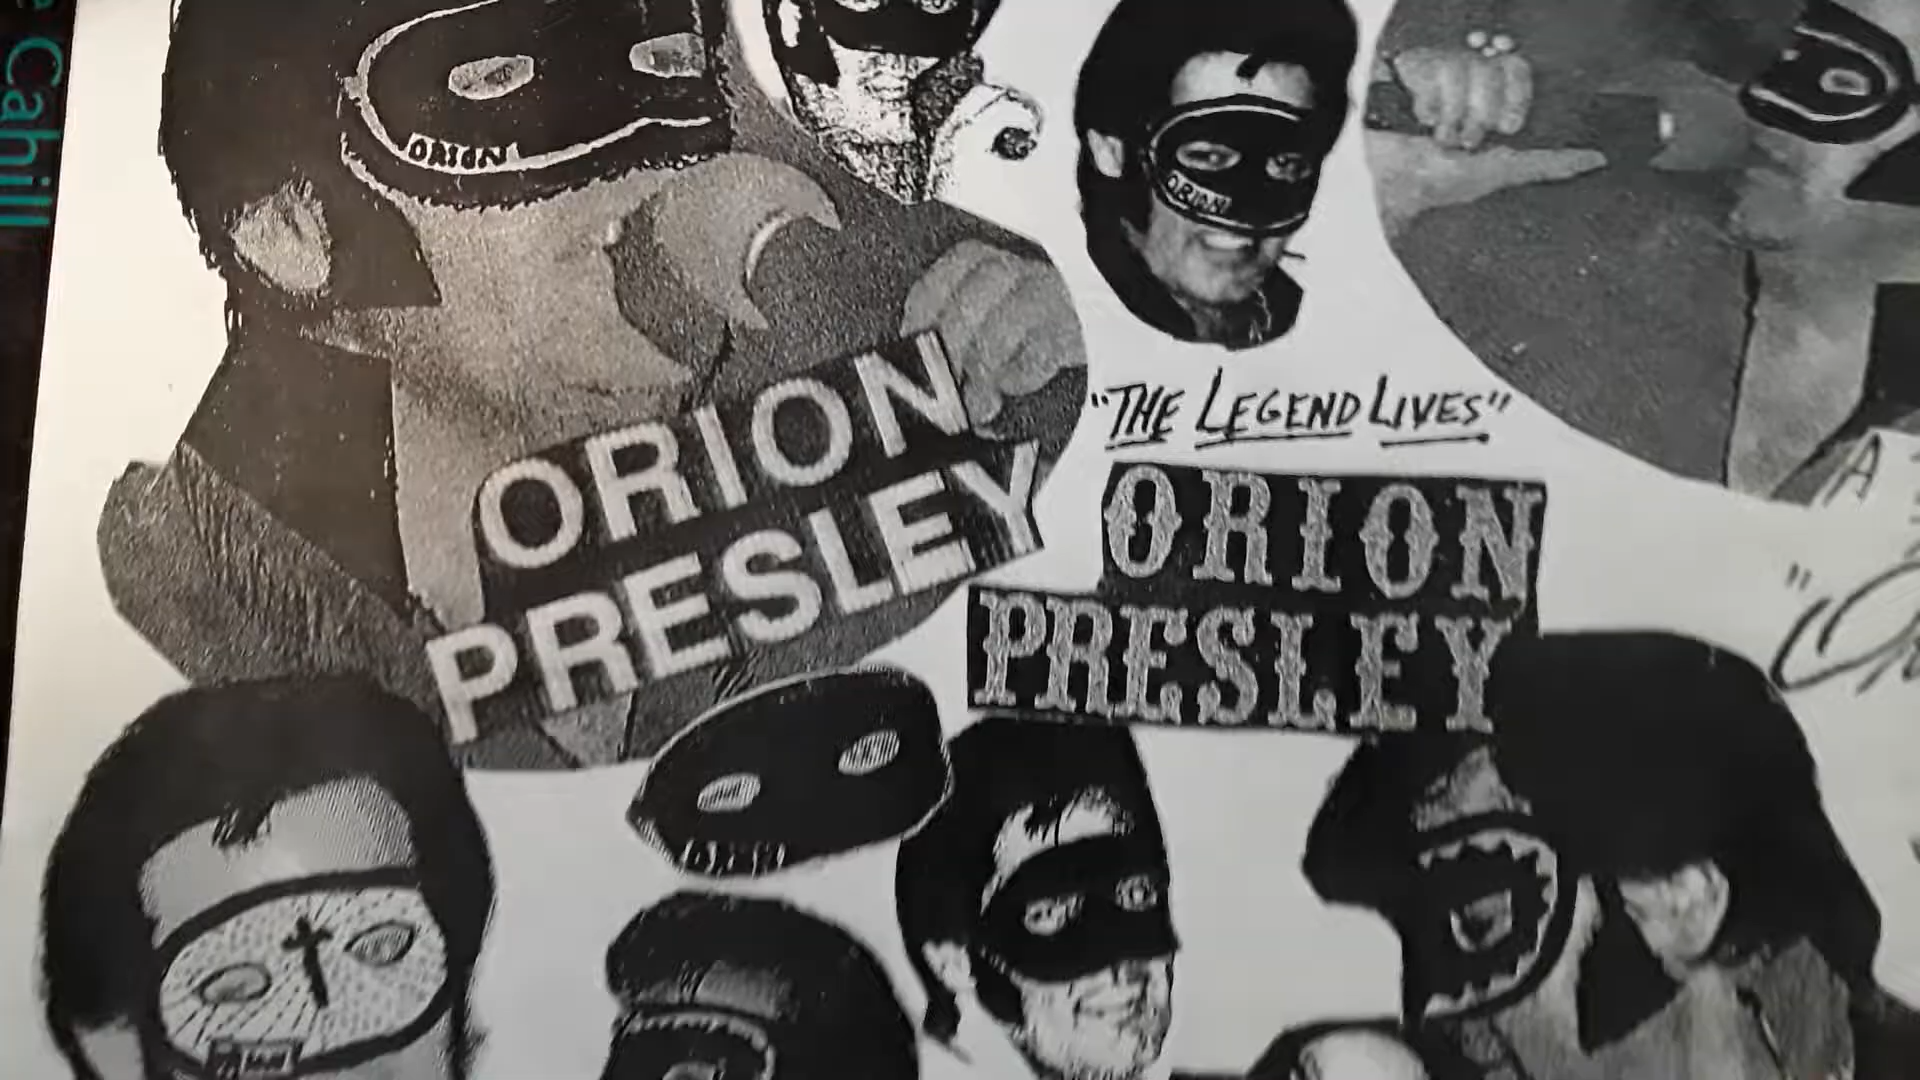 Cahill
ORION
ORION
"THE LEGEND LIVES"
ORION
PRESLEY
ORION
PRESLEY
A